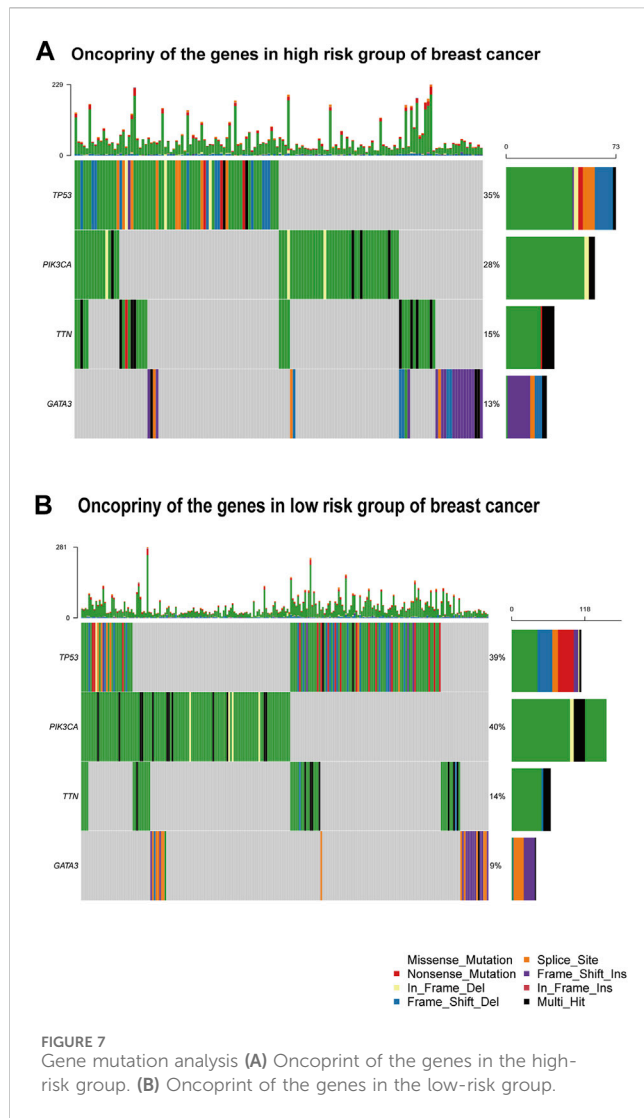 A Oncopriny of the genes in high risk group of breast cancer
229
0
0 73
TP53 35%
PIK3CA 28%
TTN 15%
GATA3 13%
B Oncopriny of the genes in low risk group of breast cancer
281
0
0 118
TP53 39%
PIK3CA 40%
TTN 14%
GATA3 9%
Missense_Mutation Splice_Site
Nonsense_Mutation Frame_Shift_Ins
In_Frame_Del In_Frame_Ins
Frame_Shift_Del Multi_Hit
FIGURE 7
Gene mutation analysis (A) Oncoprint of the genes in the high-
risk group. (B) Oncoprint of the genes in the low-risk group.